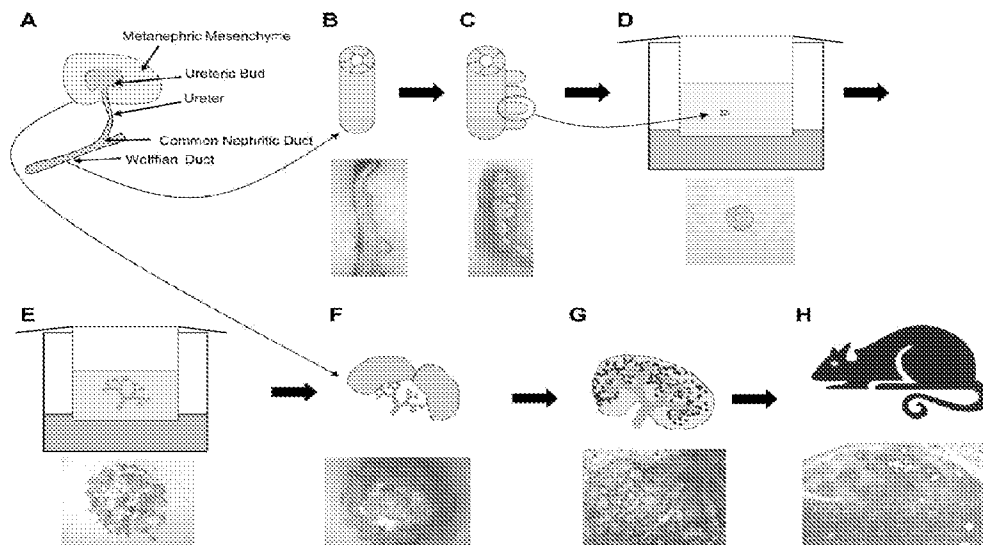 A
B
C
D
Metanephric Mesenchyme
Ureteric Bud
Ureter
Common Nephritic Duct
Wolffian Duct
E
F
G
H